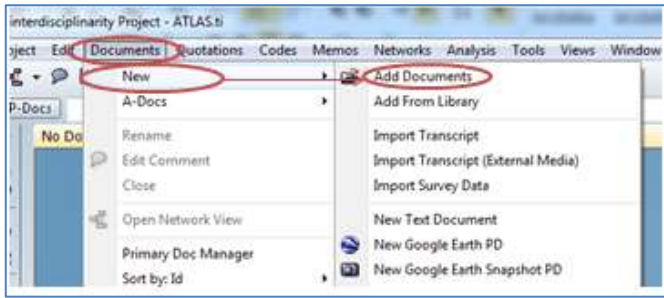 interdisciplinarity Project - ATLAS.ti
oject Edit Documents Quotations Codes Memos Networks Analysis Tools Views Window
P-Docs
No Do
New
A-Docs
Rename
Edit Comment
Close
Open Network View
Primary Doc Manager
Sort by: Id
Add Documents
Add From Library
Import Transcript
Import Transcript (External Media)
Import Survey Data
New Text Document
New Google Earth PD
New Google Earth Snapshot PD